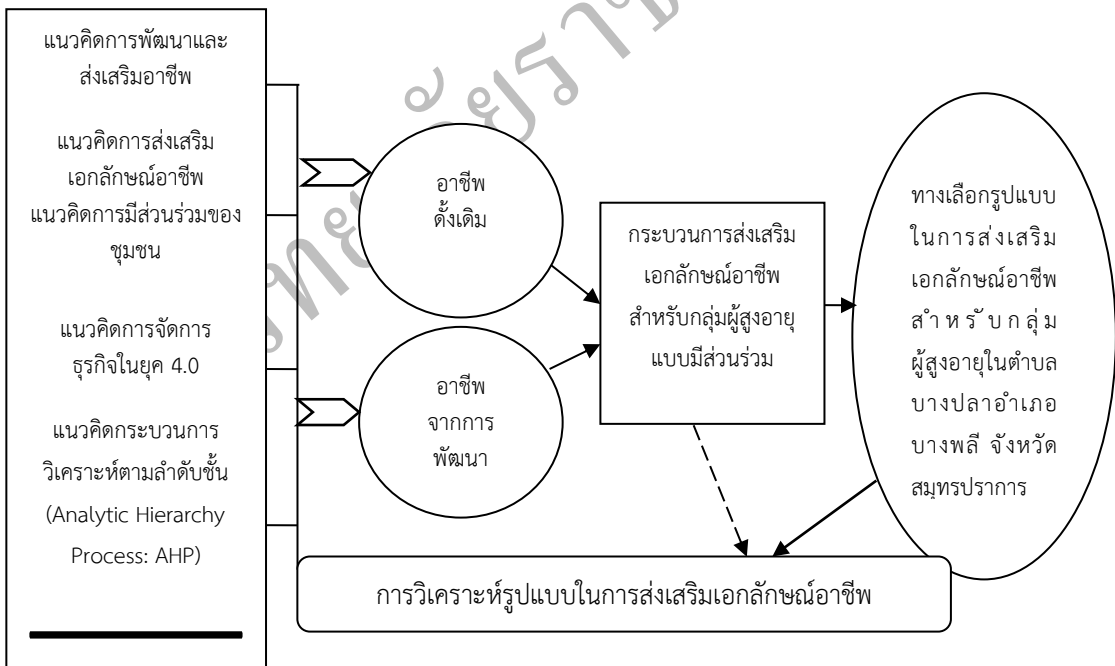 แนวคิดการพัฒนาและ
ส่งเสริมอาชีพ
แนวคิดการส่งเสริม
เอกลักษณ์อาชีพ
แนวคิดการมีส่วนร่วมของ
ชุมชน
แนวคิดการจัดการ
ธุรกิจในยุค 4.0
แนวคิดกระบวนการ
วิเคราะห์ตามลำดับชั้น
(Analytic Hierarchy
Process: AHP)
อาชีพ
ดั้งเดิม
อาชีพ
จากการ
พัฒนา
กระบวนการส่งเสริม
เอกลักษณ์อาชีพ
สำหรับกลุ่มผู้สูงอายุ
แบบมีส่วนร่วม
ทางเลือกรูปแบบ
ในการส่งเสริม
เอกลักษณ์อาชีพ
สำหรับกลุ่ม
ผู้สูงอายุในตำบล
บางปลาอำเภอ
บางพลี จังหวัด
สมุทรปราการ
การวิเคราะห์รูปแบบในการส่งเสริมเอกลักษณ์อาชีพ